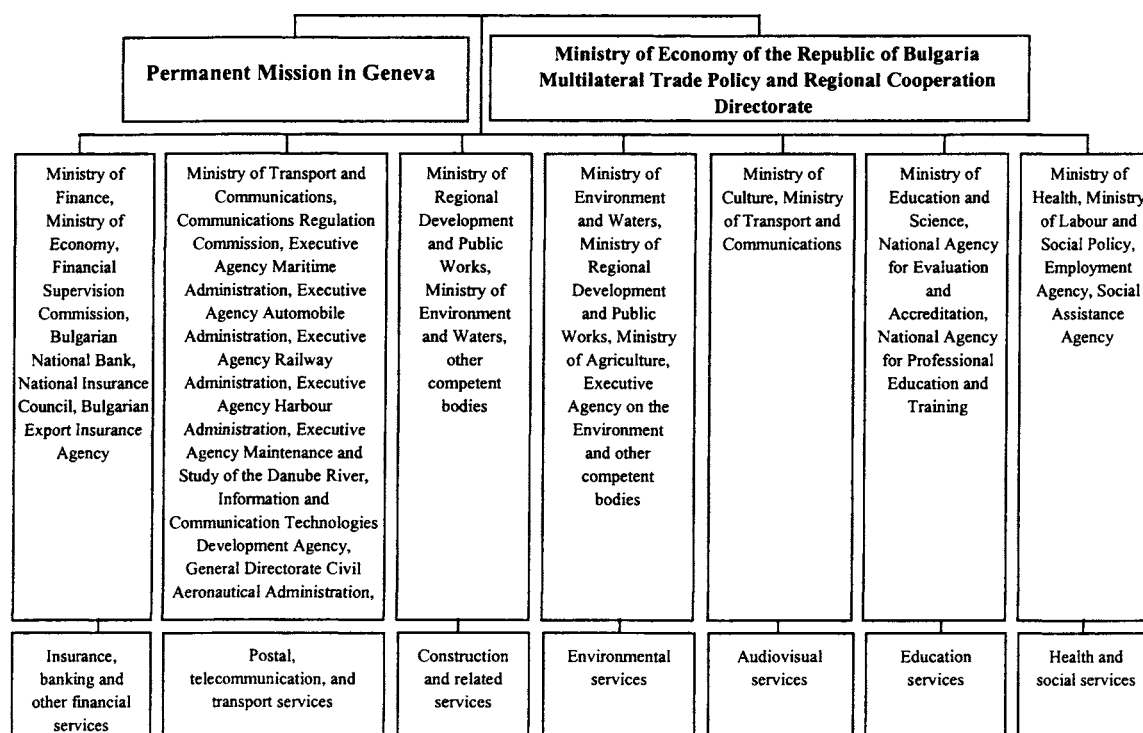 Permanent Mission in Geneva
Ministry of Economy of the Republic of Bulgaria
Multilateral Trade Policy and Regional Cooperation
Directorate
Ministry of
Finance,
Ministry of
Economy,
Financial
Supervision
Commission,
Bulgarian
National Bank,
National Insurance
Council, Bulgarian
Export Insurance
Agency
Ministry of Transport and
Communications,
Communications Regulation
Commission, Executive
Agency Maritime
Administration, Executive
Agency Automobile
Administration, Executive
Agency Railway
Administration, Executive
Agency Harbour
Administration, Executive
Agency Maintenance and
Study of the Danube River,
Information and
Communication Technologies
Development Agency,
General Directorate Civil
Aeronautical Administration,
Ministry of
Regional
Development
and Public
Works,
Ministry of
Environment
and Waters,
other
competent
bodies
Ministry of
Environment
and Waters,
Ministry of
Regional
Development
and Public
Works, Ministry
of Agriculture,
Executive
Agency on the
Environment
and other
competent
bodies
Ministry of
Culture, Ministry
of Transport and
Communications
Ministry of
Education and
Science,
National Agency
for Evaluation
and
Accreditation,
National Agency
for Professional
Education and
Training
Ministry of
Health, Ministry
of Labour and
Social Policy,
Employment
Agency, Social
Assistance
Agency
Insurance,
banking and
other financial
services
Postal,
telecommunication, and
transport services
Construction
and related
services
Environmental
services
Audiovisual
services
Education
services
Health and
social services